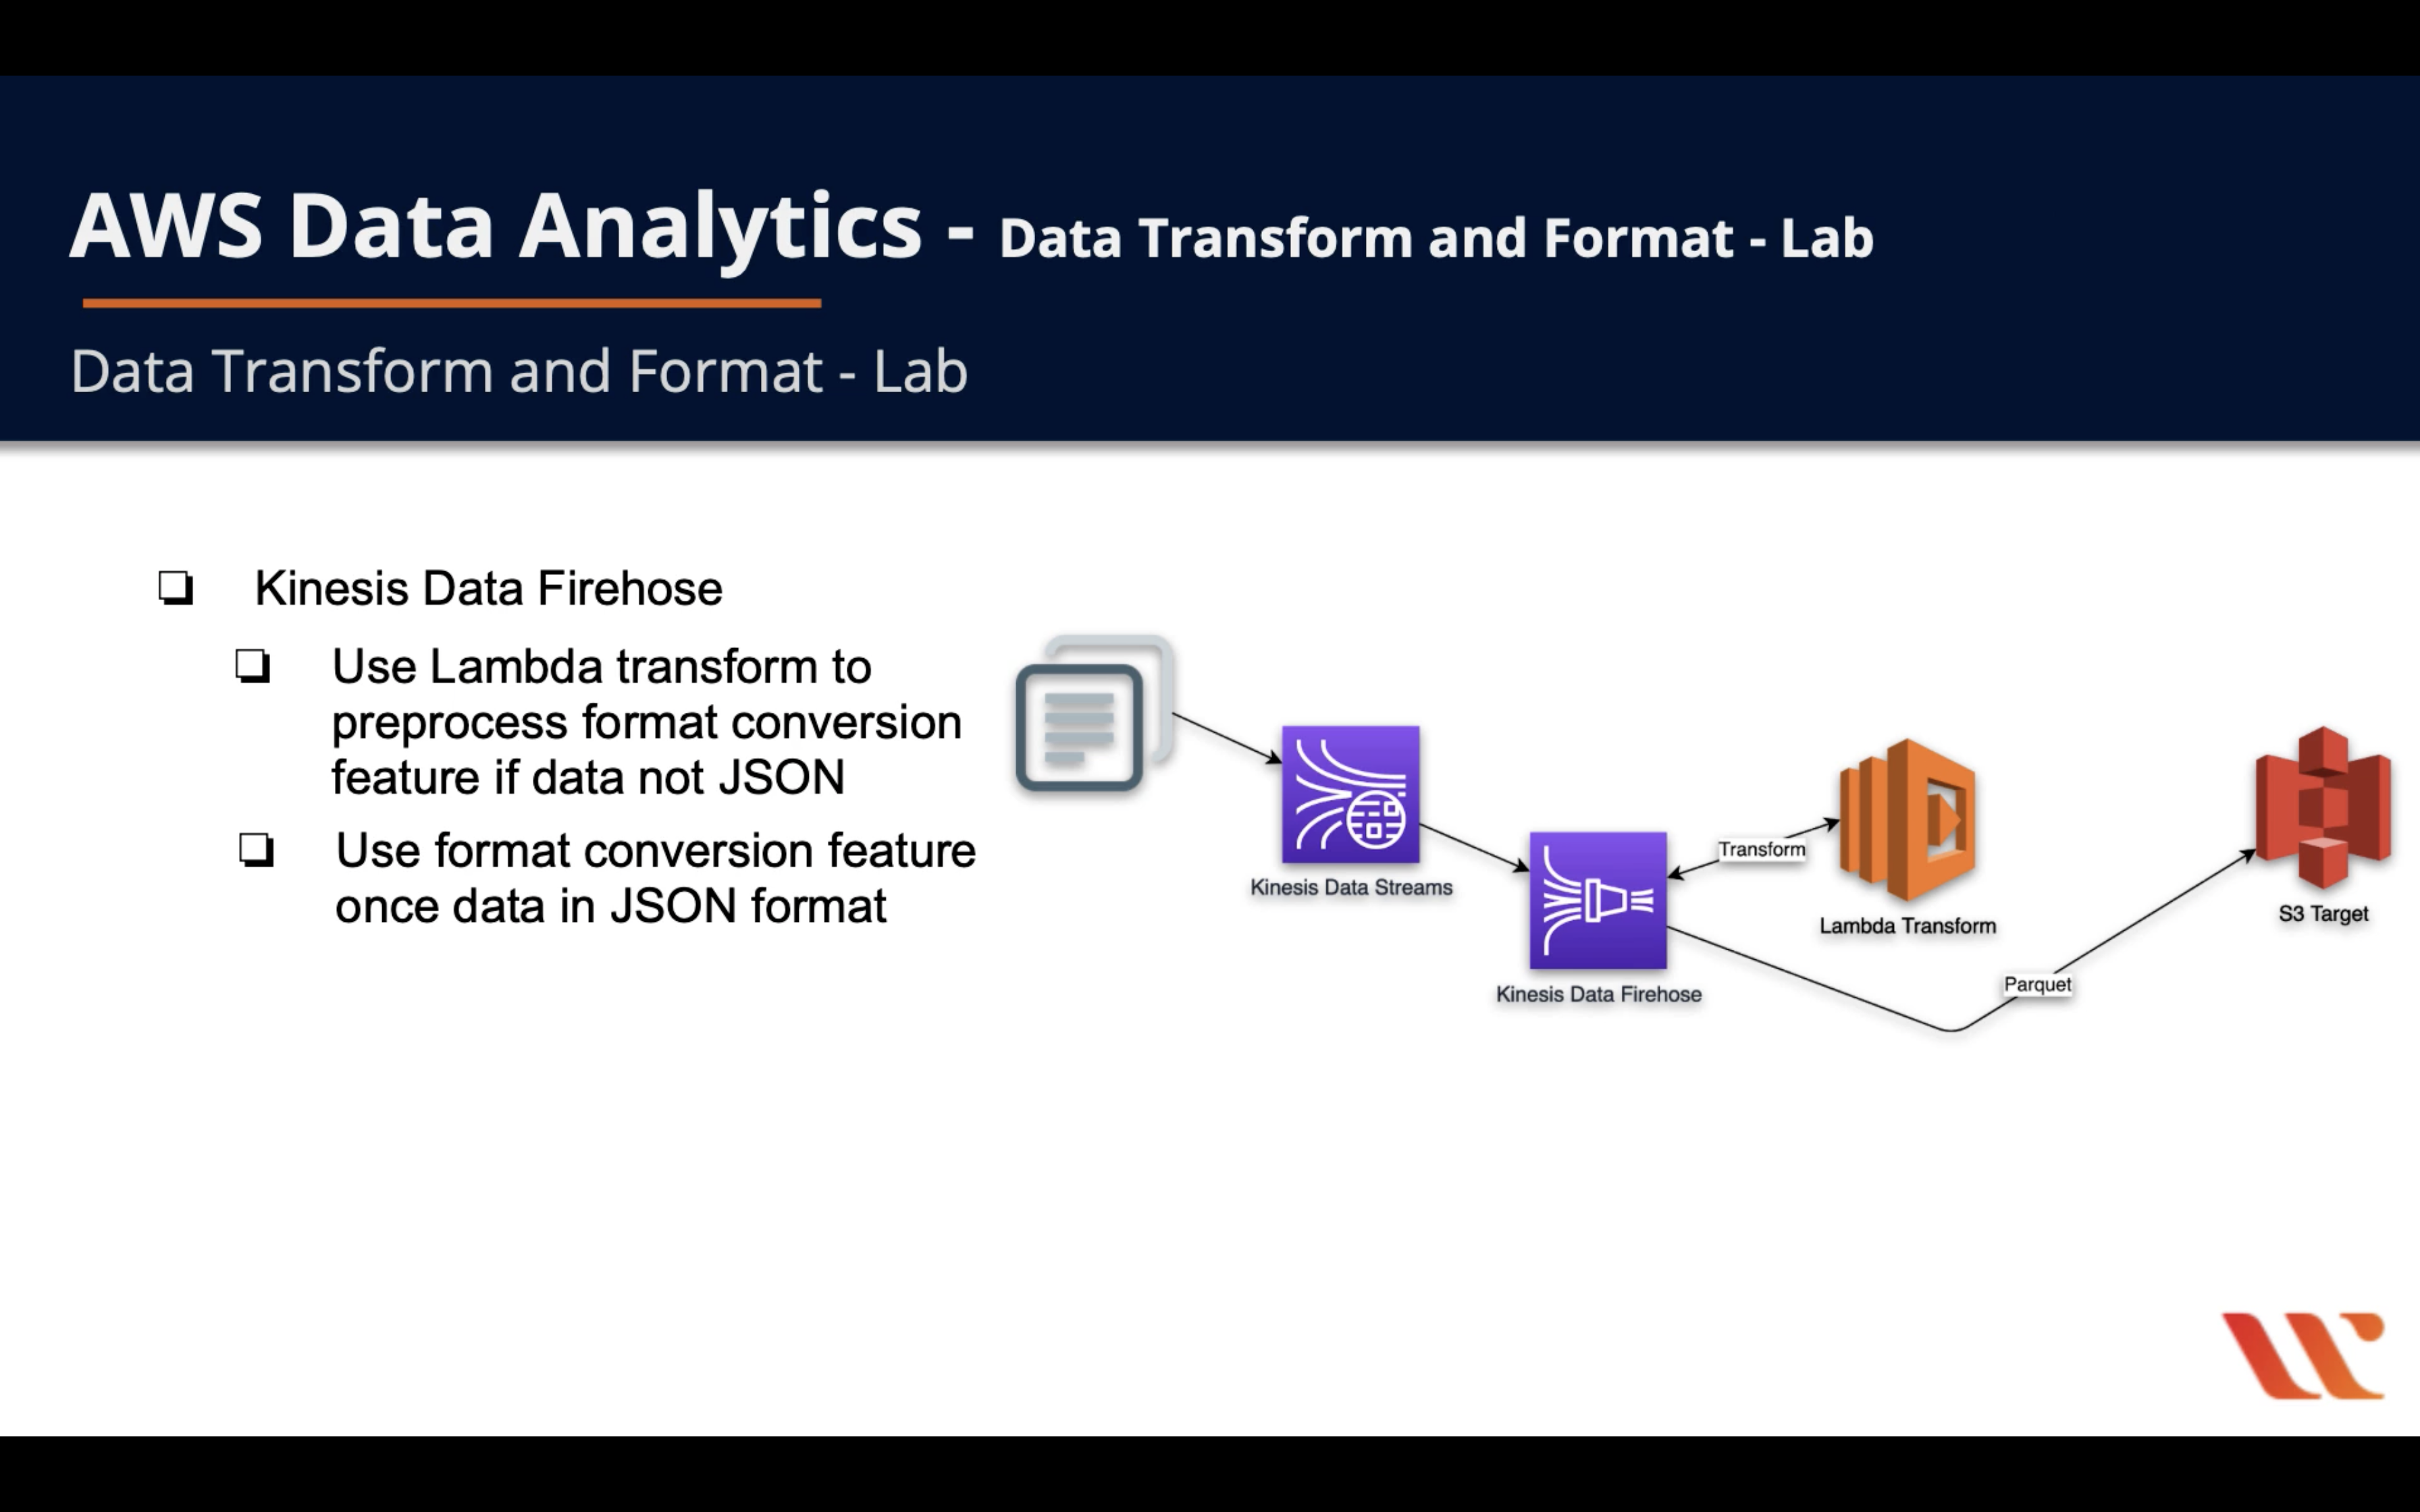 AWS Data Analytics - Data Transform and Format - Lab
Data Transform and Format - Lab
Kinesis Data Firehose
Use Lambda transform to
preprocess format conversion
feature if data not JSON
Use format conversion feature
once data in JSON format
Kinesis Data Streams
Kinesis Data Firehose
Transform
Lambda Transform
Parquet
S3 Target